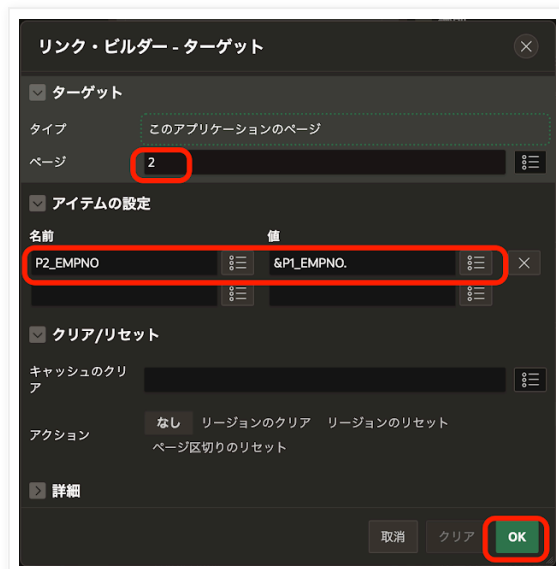 リンク・ビルダー - ターゲット
ターゲット
タイプ このアプリケーションのページ
ページ 2
アイテムの設定
名前 値
P2_EMPNO &P1_EMPNO.
クリア/リセット
キャッシュのクリ
ア
アクション なし リージョンのクリア リージョンのリセット
ページ区切りのリセット
詳細
取消 クリア OK